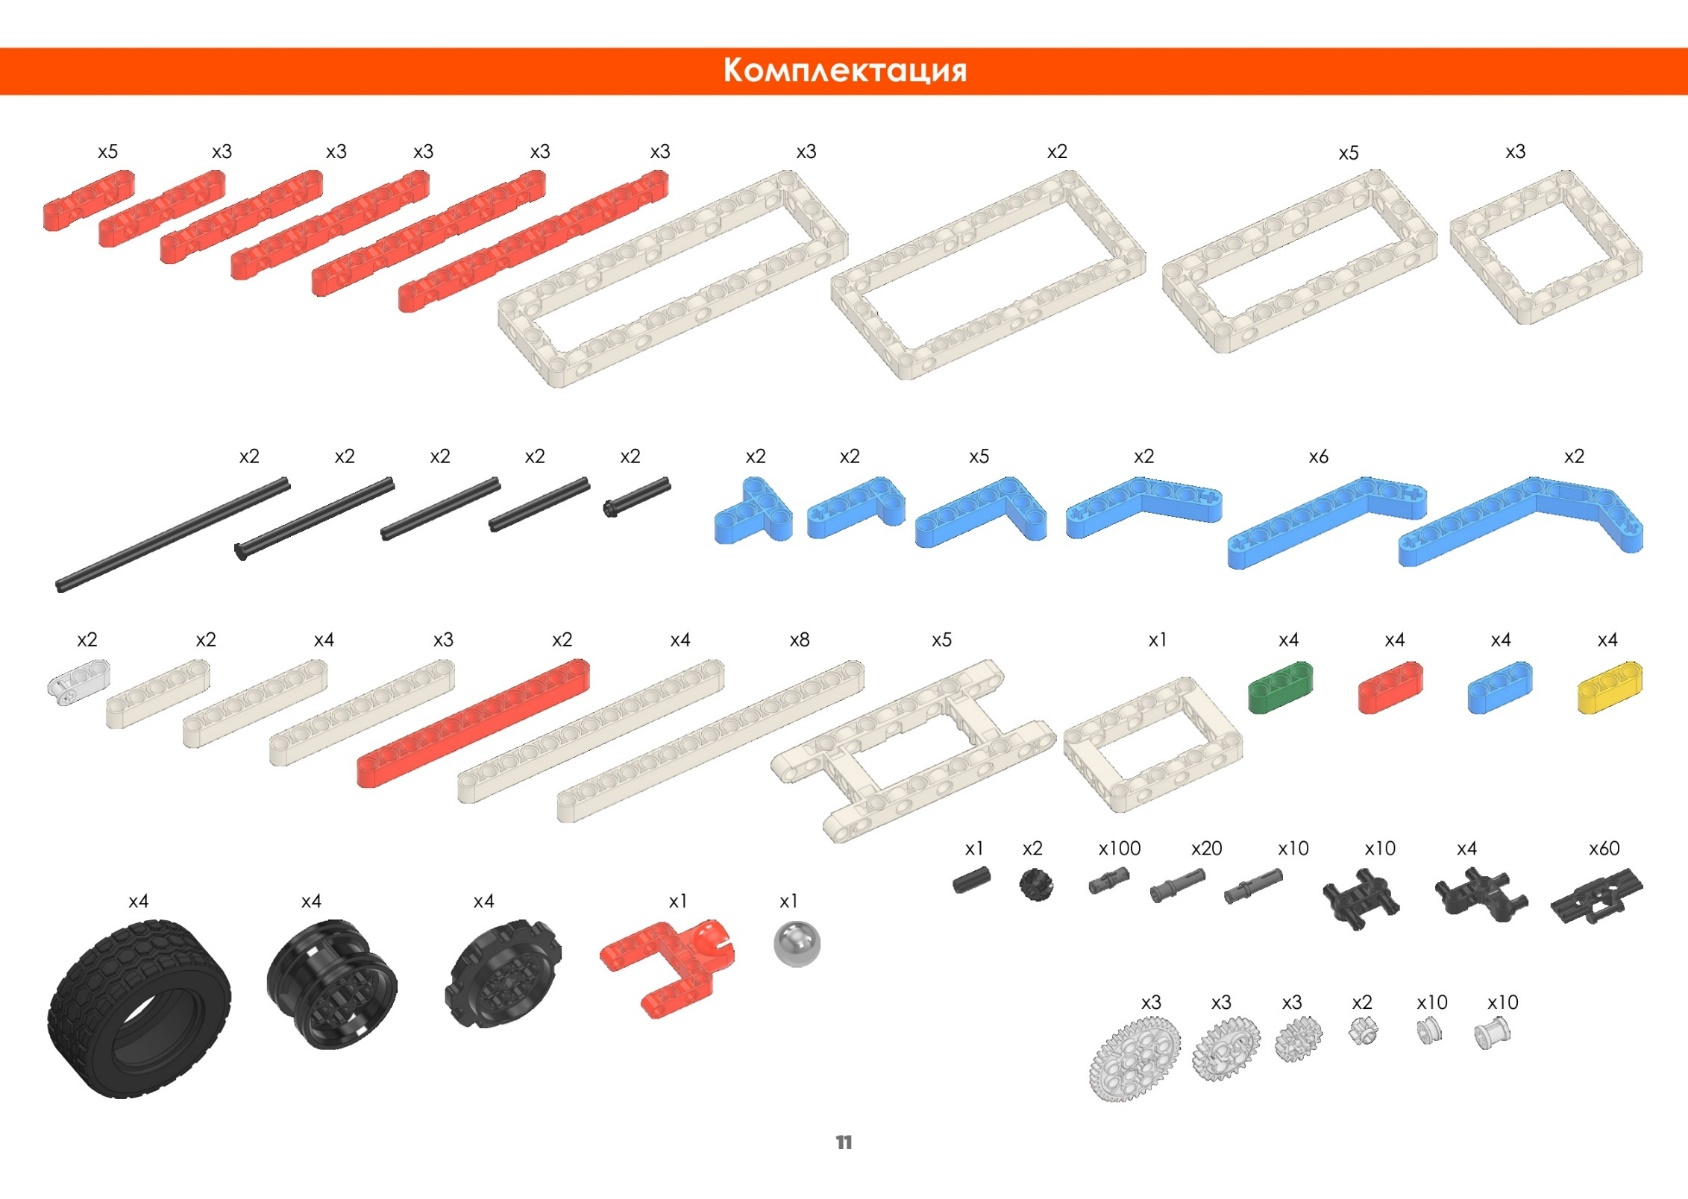 Комплектация
x5 x3 x3 x3 x3 x3 x3 x2 x5 x3
x2 x2 x2 x2 x2 x2 x2 x5 x2 x6 x2
x2 x2 x4 x3 x2 x4 x8 x5 x1 x4 x4 x4 x4
x1 x2 x100 x20 x10 x10 x4 x60
x4 x4 x4 x1 x1
x3 x3 x3 x2 x10 x10
11